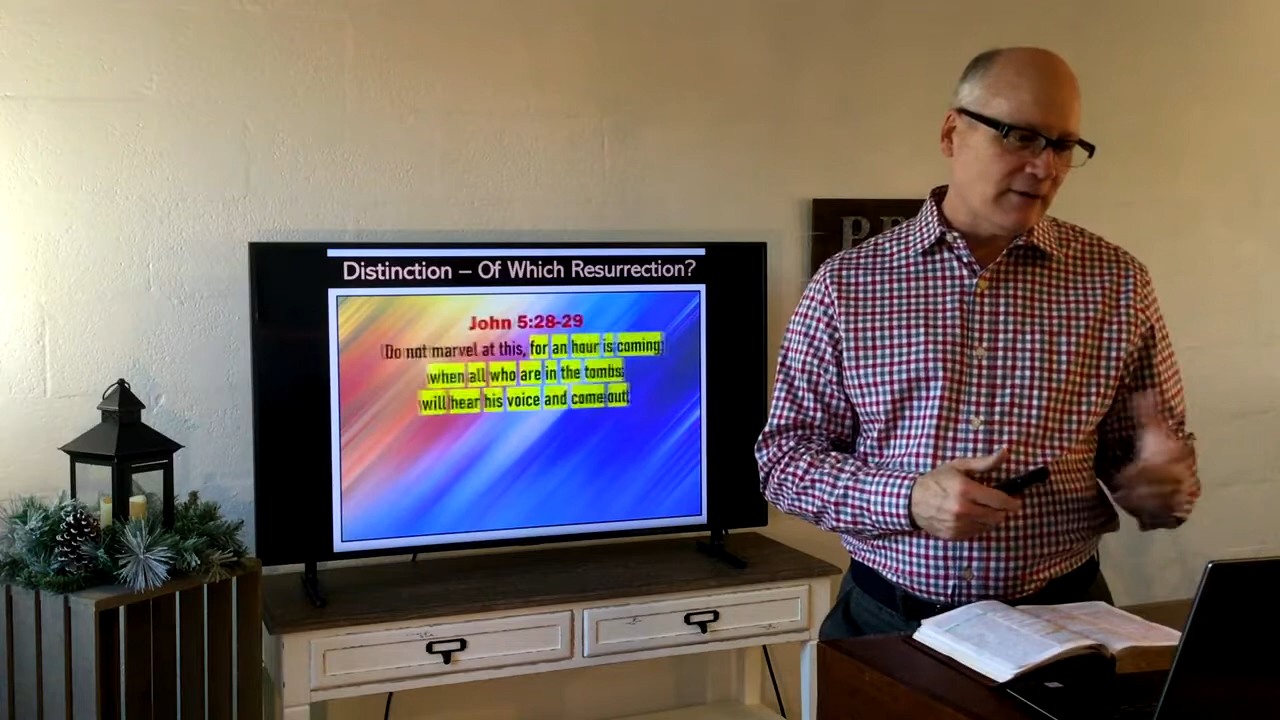 Distinction – Of Which Resurrection?
John 5:28-29
Do not marvel at this, for an hour is coming,
when all who are in the tombs
will hear his voice and come out